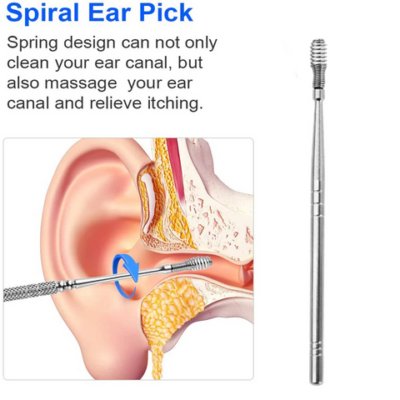 Spiral Ear Pick
Spring design can not only
clean your ear canal, but
also massage your ear
canal and relieve itching.